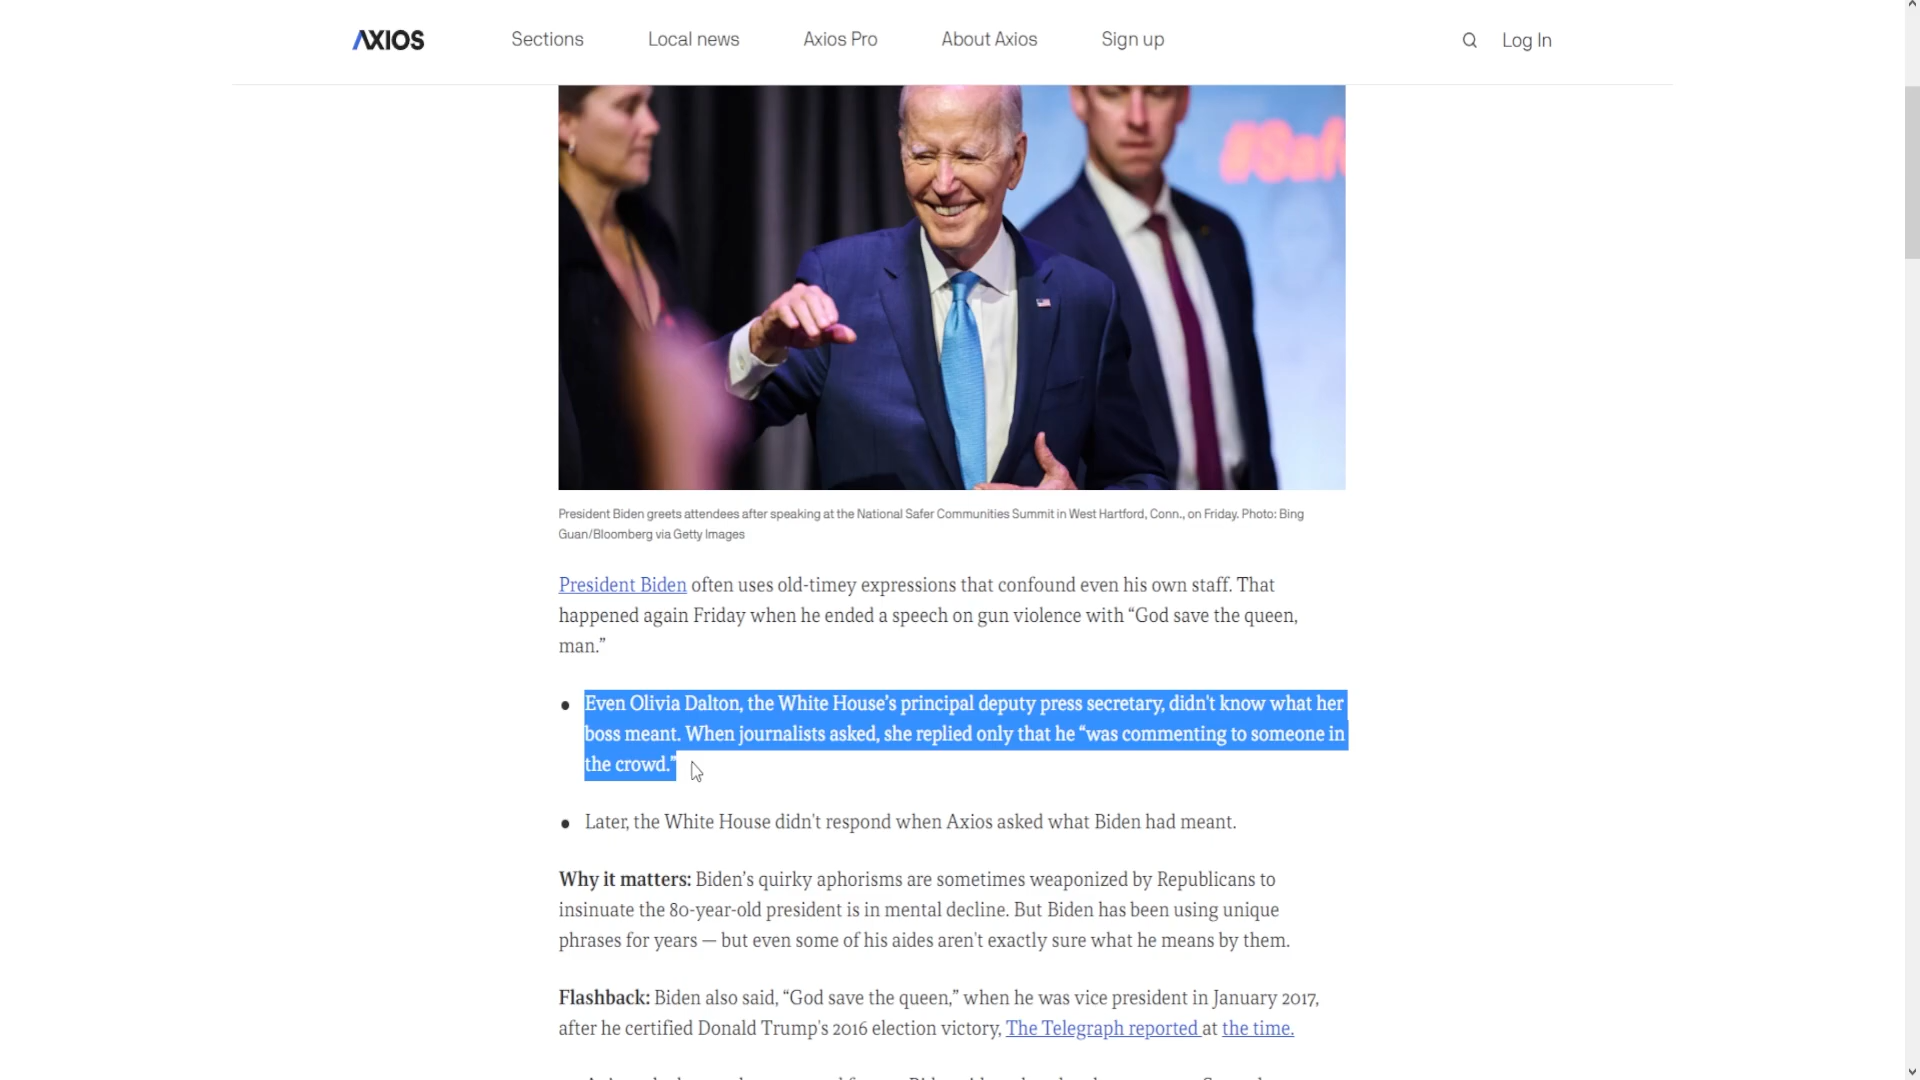 AXIOS
Sections
Local news
Axios Pro
About Axios
Sign up
Log In
#Saf
President Biden greets attendees after speaking at the National Safer Communities Summit in West Hartford, Conn., on Friday. Photo: Bing
Guan/Bloomberg via Getty Images
President Biden often uses old-timey expressions that confound even his own staff. That
happened again Friday when he ended a speech on gun violence with “God save the queen,
man.”
Even Olivia Dalton, the White House’s principal deputy press secretary, didn't know what her
boss meant. When journalists asked, she replied only that he “was commenting to someone in
the crowd.”
Later, the White House didn't respond when Axios asked what Biden had meant.
Why it matters: Biden’s quirky aphorisms are sometimes weaponized by Republicans to
insinuate the 80-year-old president is in mental decline. But Biden has been using unique
phrases for years — but even some of his aides aren't exactly sure what he means by them.
Flashback: Biden also said, “God save the queen,” when he was vice president in January 2017,
after he certified Donald Trump's 2016 election victory, The Telegraph reported at the time.